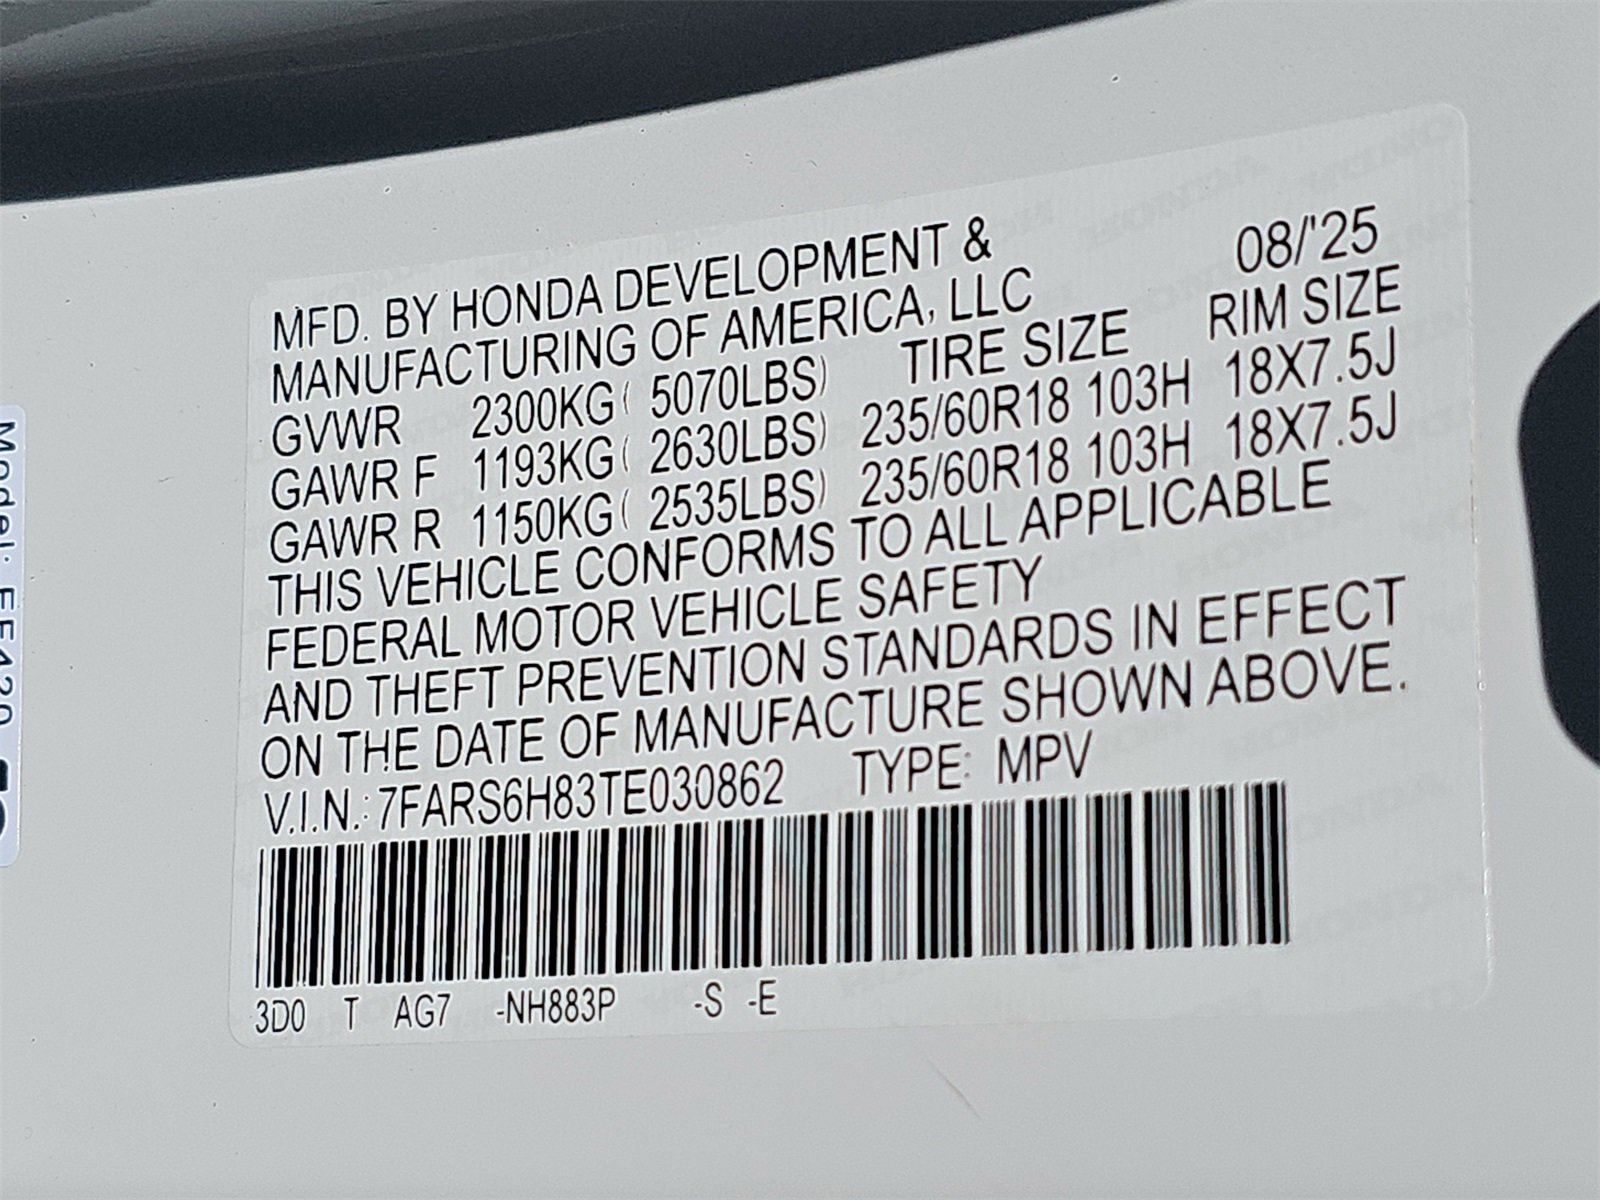 MFD. BY HONDA DEVELOPMENT & 08/'25
MANUFACTURING OF AMERICA, LLC
TIRE SIZE RIM SIZE
GVWR 2300KG( 5070LBS)
GAWR F 1193KG( 2630LBS) 235/60R18 103H 18X7.5J
GAWR R 1150KG( 2535LBS) 235/60R18 103H 18X7.5J
THIS VEHICLE CONFORMS TO ALL APPLICABLE
FEDERAL MOTOR VEHICLE SAFETY
AND THEFT PREVENTION STANDARDS IN EFFECT
ON THE DATE OF MANUFACTURE SHOWN ABOVE.
V.I.N.: 7FARS6H83TE030862 TYPE: MPV
3D0 T AG7 -NH883P -S -E
Model: